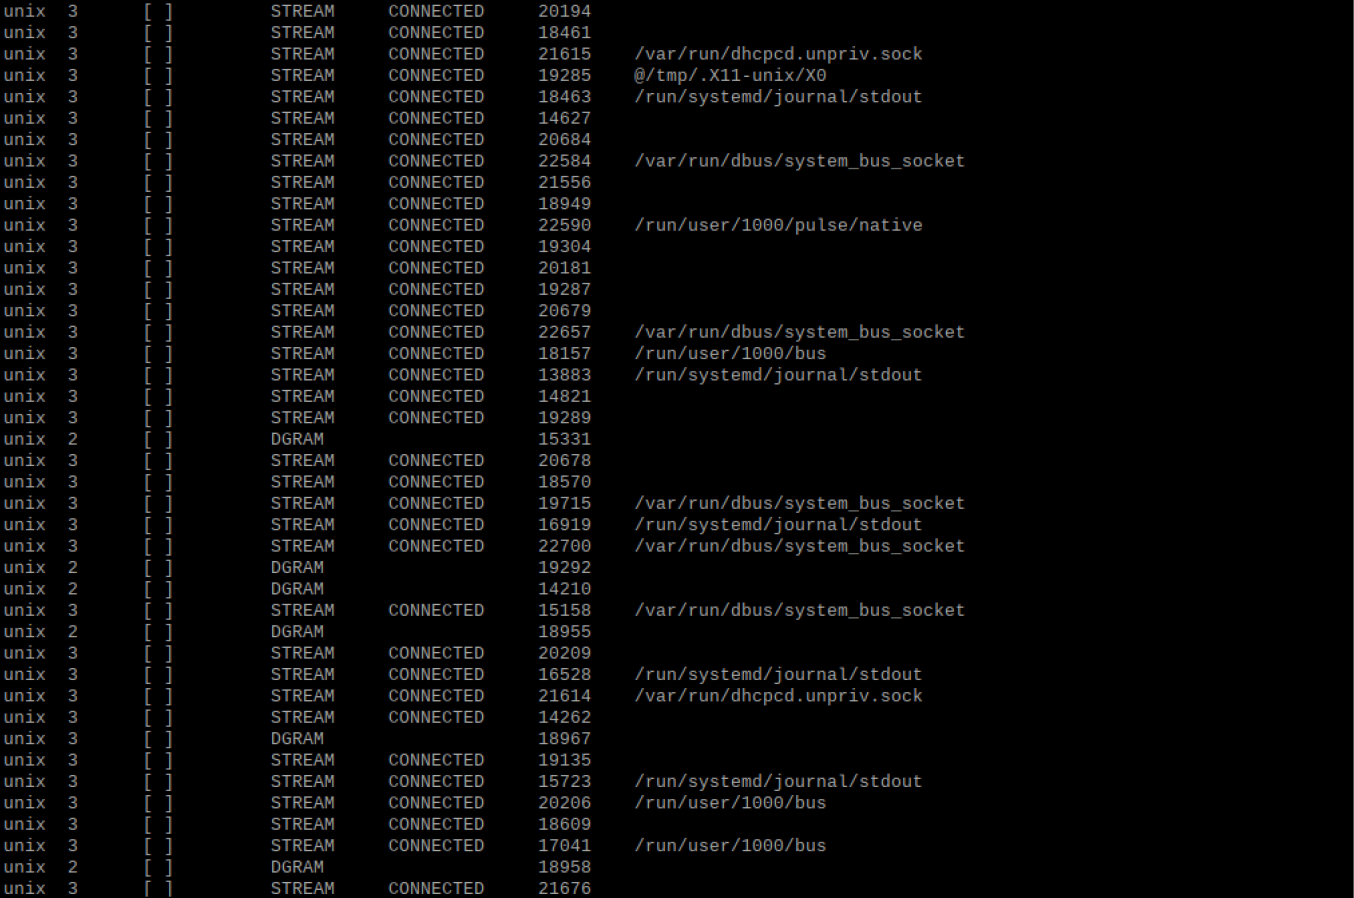 unix  3      [ ]         STREAM     CONNECTED     20194
unix  3      [ ]         STREAM     CONNECTED     18461
unix  3      [ ]         STREAM     CONNECTED     21615    /var/run/dhcpcd.unpriv.sock
unix  3      [ ]         STREAM     CONNECTED     19285    @/tmp/.X11-unix/X0
unix  3      [ ]         STREAM     CONNECTED     18463    /run/systemd/journal/stdout
unix  3      [ ]         STREAM     CONNECTED     14627
unix  3      [ ]         STREAM     CONNECTED     20684
unix  3      [ ]         STREAM     CONNECTED     22584    /var/run/dbus/system_bus_socket
unix  3      [ ]         STREAM     CONNECTED     21556
unix  3      [ ]         STREAM     CONNECTED     18949
unix  3      [ ]         STREAM     CONNECTED     22590    /run/user/1000/pulse/native
unix  3      [ ]         STREAM     CONNECTED     19304
unix  3      [ ]         STREAM     CONNECTED     20181
unix  3      [ ]         STREAM     CONNECTED     19287
unix  3      [ ]         STREAM     CONNECTED     20679
unix  3      [ ]         STREAM     CONNECTED     22657    /var/run/dbus/system_bus_socket
unix  3      [ ]         STREAM     CONNECTED     18157    /run/user/1000/bus
unix  3      [ ]         STREAM     CONNECTED     13883    /run/systemd/journal/stdout
unix  3      [ ]         STREAM     CONNECTED     14821
unix  3      [ ]         STREAM     CONNECTED     19289
unix  2      [ ]         DGRAM                    15331
unix  3      [ ]         STREAM     CONNECTED     20678
unix  3      [ ]         STREAM     CONNECTED     18570
unix  3      [ ]         STREAM     CONNECTED     19715    /var/run/dbus/system_bus_socket
unix  3      [ ]         STREAM     CONNECTED     16919    /run/systemd/journal/stdout
unix  3      [ ]         STREAM     CONNECTED     22700    /var/run/dbus/system_bus_socket
unix  2      [ ]         DGRAM                    19292
unix  2      [ ]         DGRAM                    14210
unix  3      [ ]         STREAM     CONNECTED     15158    /var/run/dbus/system_bus_socket
unix  2      [ ]         DGRAM                    18955
unix  3      [ ]         STREAM     CONNECTED     20209
unix  3      [ ]         STREAM     CONNECTED     16528    /run/systemd/journal/stdout
unix  3      [ ]         STREAM     CONNECTED     21614    /var/run/dhcpcd.unpriv.sock
unix  3      [ ]         STREAM     CONNECTED     14262
unix  3      [ ]         DGRAM                    18967
unix  3      [ ]         STREAM     CONNECTED     19135
unix  3      [ ]         STREAM     CONNECTED     15723    /run/systemd/journal/stdout
unix  3      [ ]         STREAM     CONNECTED     20206    /run/user/1000/bus
unix  3      [ ]         STREAM     CONNECTED     18609
unix  3      [ ]         STREAM     CONNECTED     17041    /run/user/1000/bus
unix  2      [ ]         DGRAM                    18958
unix  3      [ ]         STREAM     CONNECTED     21676